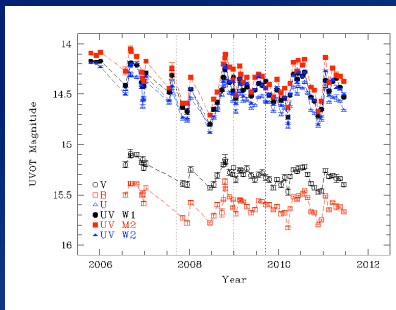 14
14.5
15
15.5
16
UVOT Magnitude
V
B
U
UV W1
UV M2
UV W2
2006
2008
2010
2012
Year